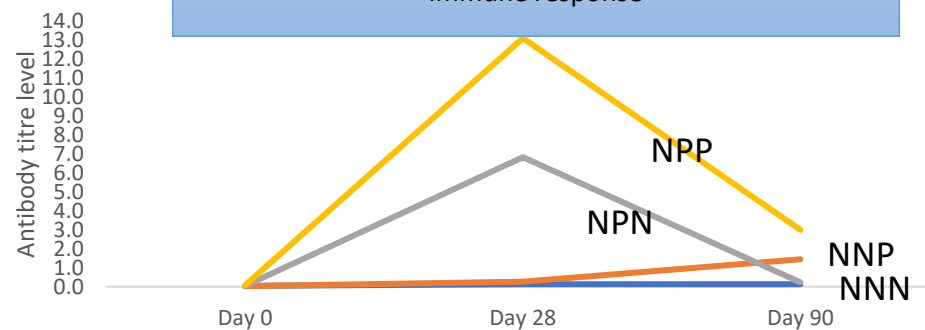 immune response
Antibody titre level
14.0
13.0
12.0
11.0
10.0
9.0
8.0
7.0
6.0
5.0
4.0
3.0
2.0
1.0
0.0
NPP
NPN
NNP
NNN
Day 0 Day 28 Day 90